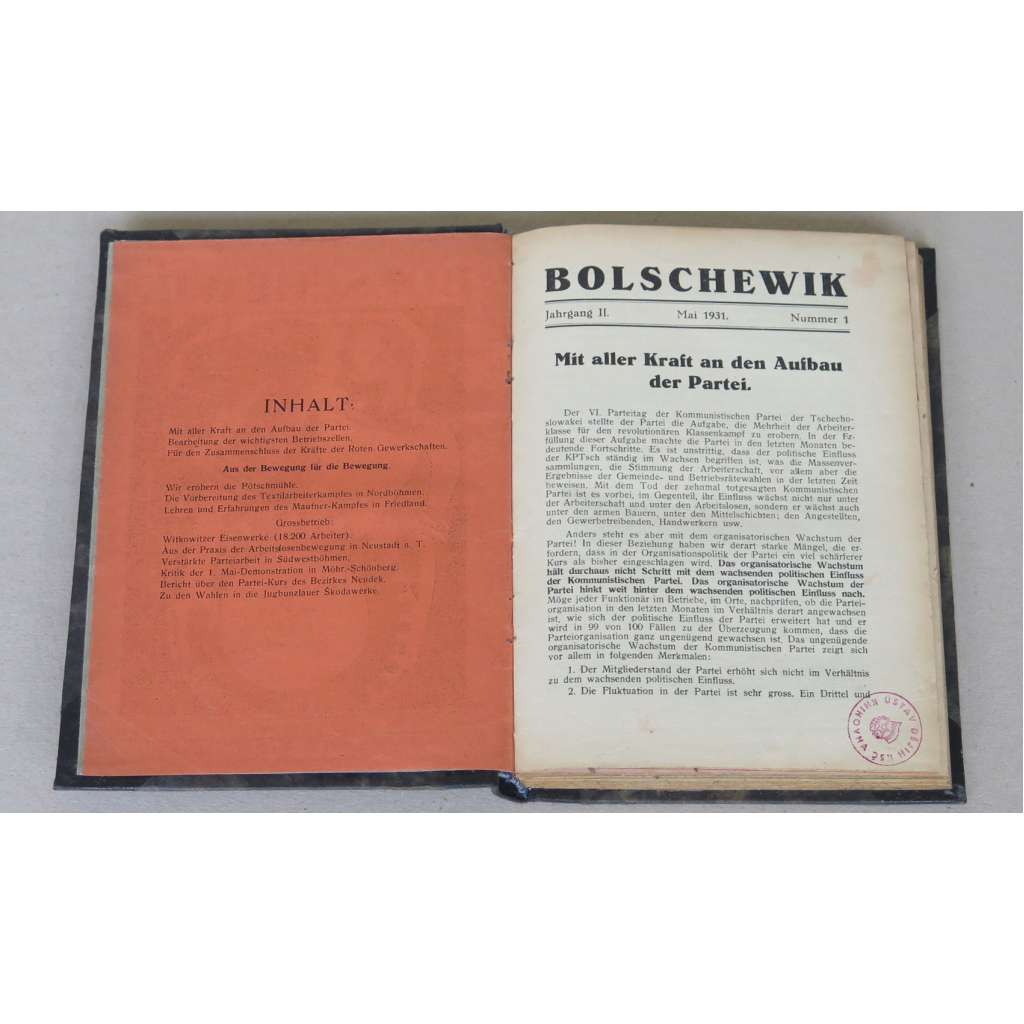 INHALT:
Mit aller Kraft an den Aufbau der Partei.
Bearbeitung der wichtigsten Betriebszellen.
Für den Zusammenschluss der Kräfte der Roten Gewerkschaften.
Aus der Bewegung für die Bewegung.
Wir eröbern die Pötschmühle.
Die Vorbereitung des Textilarbeiterkampfes in Nordböhmen.
Lehren und Erfahrungen des Mautner-Kampfes in Friedland.
Grossbetrieb:
Witkowitzer Eisenwerke (18.200 Arbeiter).
Aus der Praxis der Arbeitslosenbewegung in Neustadt a. T.
Verstärkte Parteiarbeit in Südwestböhmen.
Kritik der 1. Mai-Demonstration in Möhr.-Schönberg.
Bericht über den Partei-Kurs des Bezirkes Neudek.
Zu den Wahlen in die Jugbunzlauer Škodawerke.
BOLSCHEWIK
Jahrgang II. Mai 1931. Nummer 1
Mit aller Kraft an den Aufbau
der Partei.
Der VI. Parteitag der Kommunistischen Partei der Tschecho-
slowakei stellte der Partei die Aufgabe, die Mehrheit der Arbeiter-
klasse für den revolutionären Klassenkampf zu erobern. In der Er-
füllung dieser Aufgabe machte die Partei in den letzten Monaten be-
deutende Fortschritte. Es ist unstrittig, dass der politische Einfluss
der KPTsch ständig im Wachsen begriffen ist, was die Massenver-
sammlungen, die Stimmung der Arbeiterschaft, vor allem aber die
Ergebnisse der Gemeinde- und Betriebsrätewahlen in der letzten Zeit
beweisen. Mit dem Tod der zehnmal totgesagten Kommunistischen
Partei ist es vorbei, im Gegenteil, ihr Einfluss wächst nicht nur unter
der Arbeiterschaft und unter den Arbeitslosen, sondern er wächst auch
unter den armen Bauern, unter den Mittelschichten; den Angestellten,
den Gewerbetreibenden, Handwerkern usw.
Anders steht es aber mit dem organisatorischen Wachstum der
Partei! In dieser Beziehung haben wir derart starke Mängel, die er-
fordern, dass in der Organisationspolitik der Partei ein viel schärferer
Kurs als bisher eingeschlagen wird. Das organisatorische Wachstum
hält durchaus nicht Schritt mit dem wachsenden politischen Einfluss
der Kommunistischen Partei. Das organisatorische Wachstum der
Partei hinkt weit hinter dem wachsenden politischen Einfluss nach.
Möge jeder Funktionär im Betriebe, im Orte, nachprüfen, ob die Partei-
organisation in den letzten Monaten im Verhältnis derart angewachsen
ist, wie sich der politische Einfluss der Partei erweitert hat und er
wird in 99 von 100 Fällen zu der Überzeugung kommen, dass die
Parteiorganisation ganz ungenügend gewachsen ist. Das ungenügende
organisatorische Wachstum der Kommunistischen Partei zeigt sich
vor allem in folgenden Merkmalen:
1. Der Mitgliederstand der Partei erhöht sich nicht im Verhältnis
zu dem wachsenden politischen Einfluss.
2. Die Fluktuation in der Partei ist sehr gross. Ein Drittel und
KNIHOVNA ÚSTAV DĚJIN KSČ